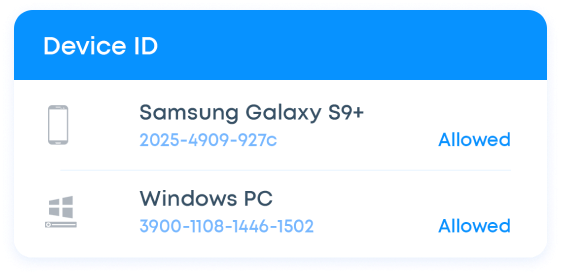 Device ID
Samsung Galaxy S9+
2025-4909-927c
Allowed
Windows PC
3900-1108-1446-1502
Allowed